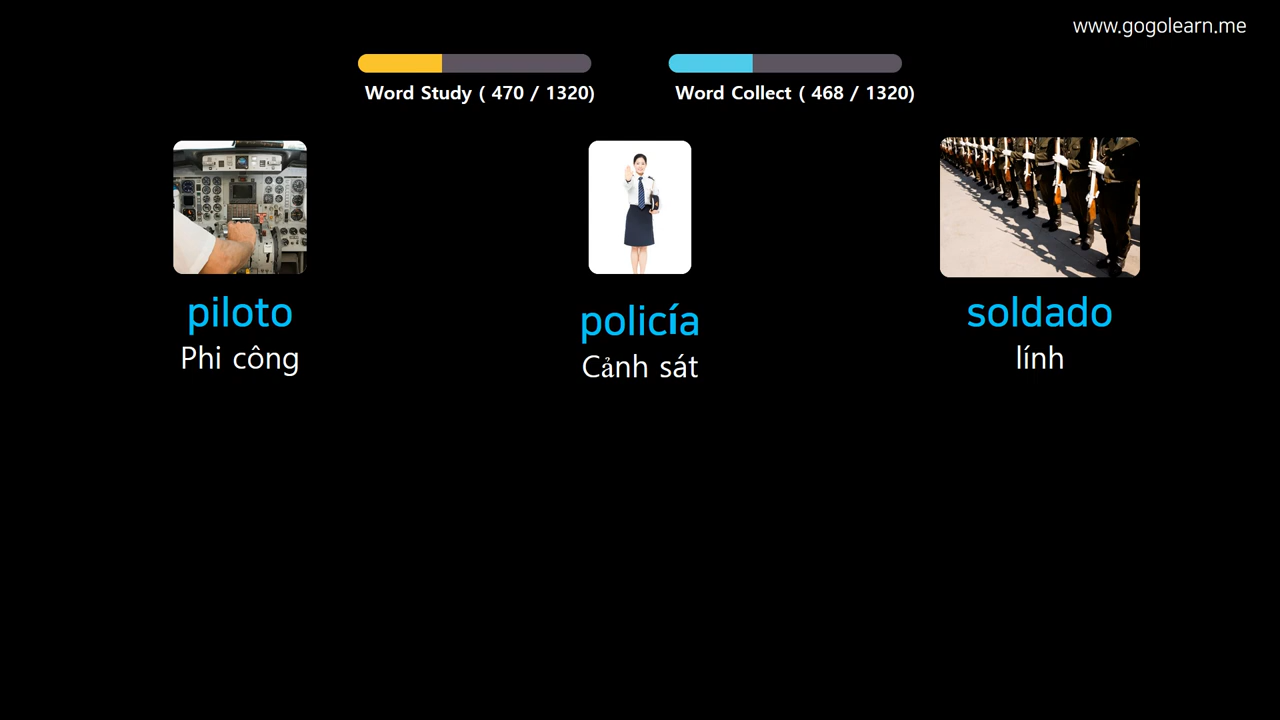 www.gogolearn.me
Word Study ( 470 / 1320)
Word Collect ( 468 / 1320)
piloto
Phi công
policía
Cảnh sát
soldado
lính